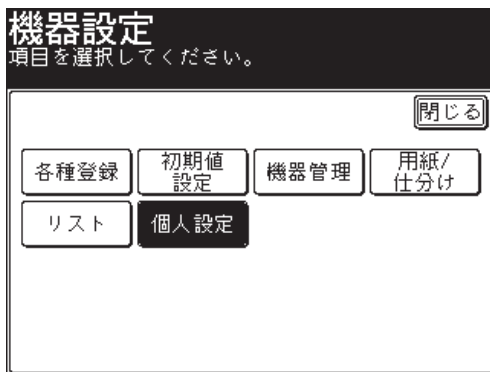 機器設定
項目を選択してください。
閉じる
各種登録
初期値
設定
機器管理
用紙/
仕分け
リスト
個人設定